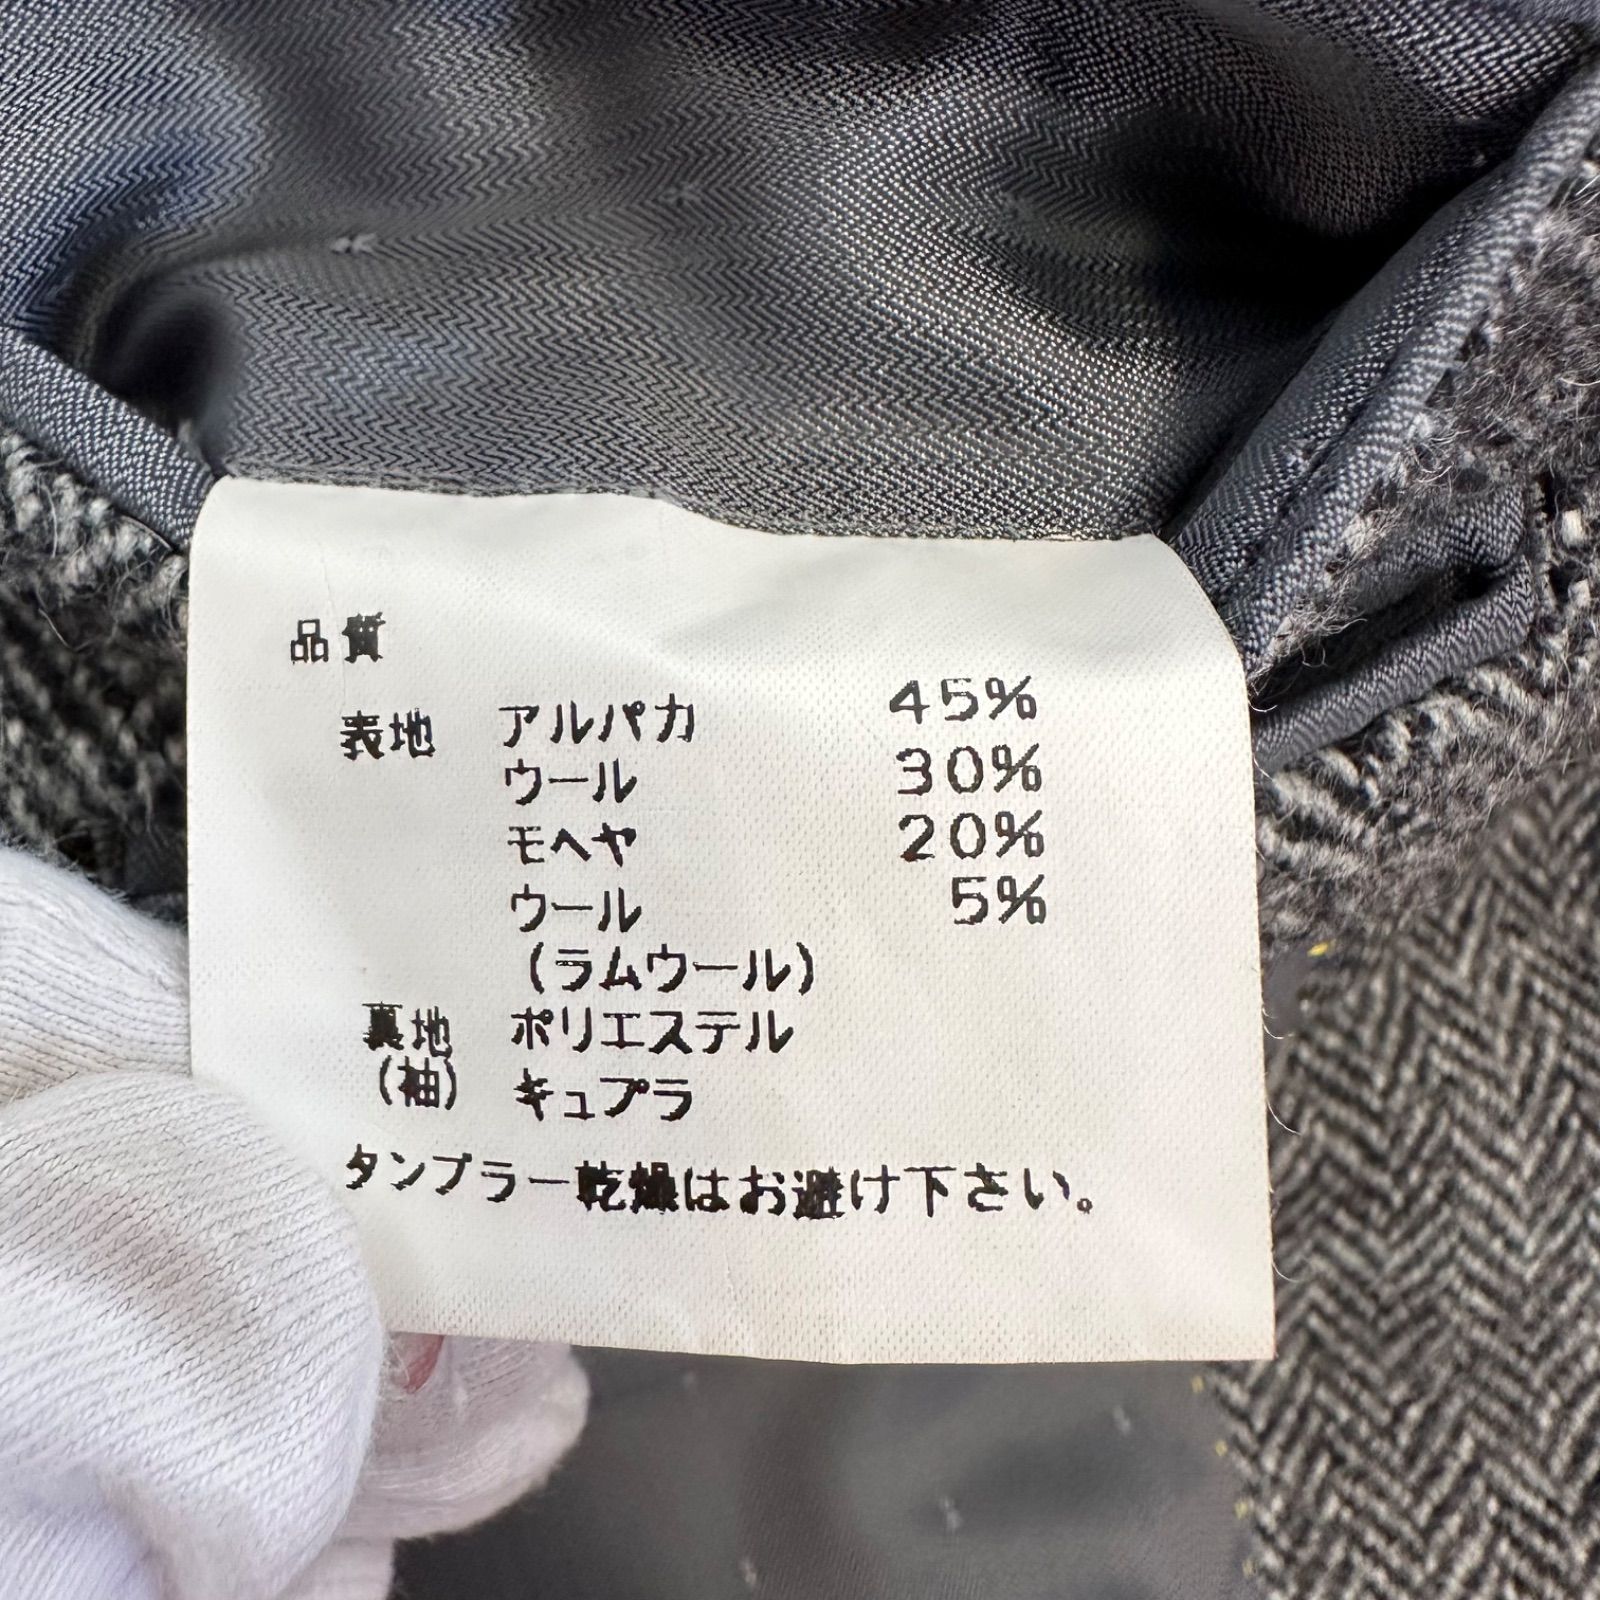 品質
表地 アルパカ 45%
ウール 30%
モヘヤ 20%
ウール 5%
(ラムウール)
裏地 ポリエステル
(袖) キュプラ
タンブラー乾燥はお避け下さい。